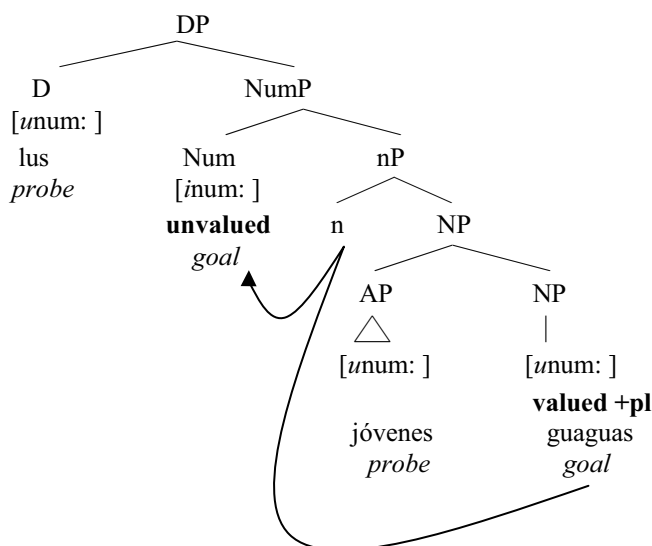 DP
D NumP
[unum: ]
lus Num nP
probe [inum: ]
unvalued n NP
goal
AP NP
[unum: ] [unum: ]
valued +pl
jóvenes guaguas
probe goal